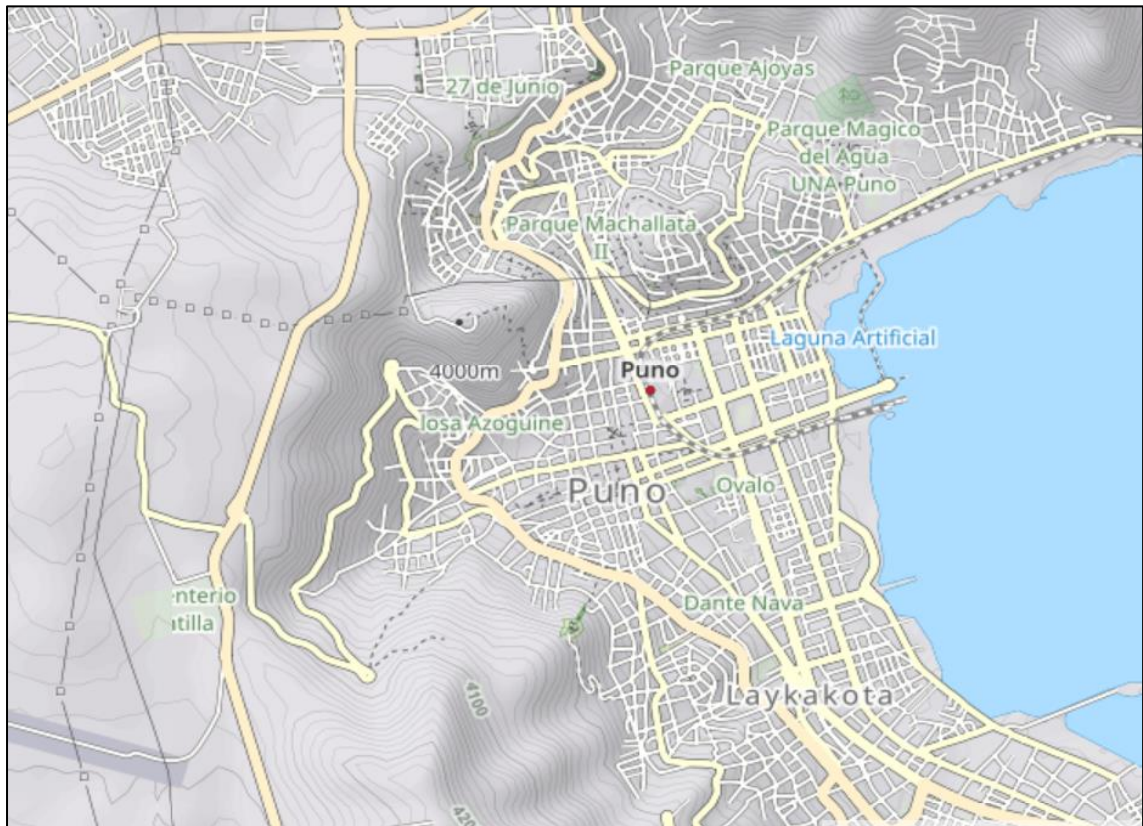 Parque Ajoyas
27 de Junio
Parque Magico
del Agua
UNA Puno
Parque Machallata
II
Laguna Artificial
4000m
Puno
losa Azoguine
Puno
Ovalo
enterio
atilla
Dante Nava
Laykakota
4100
420